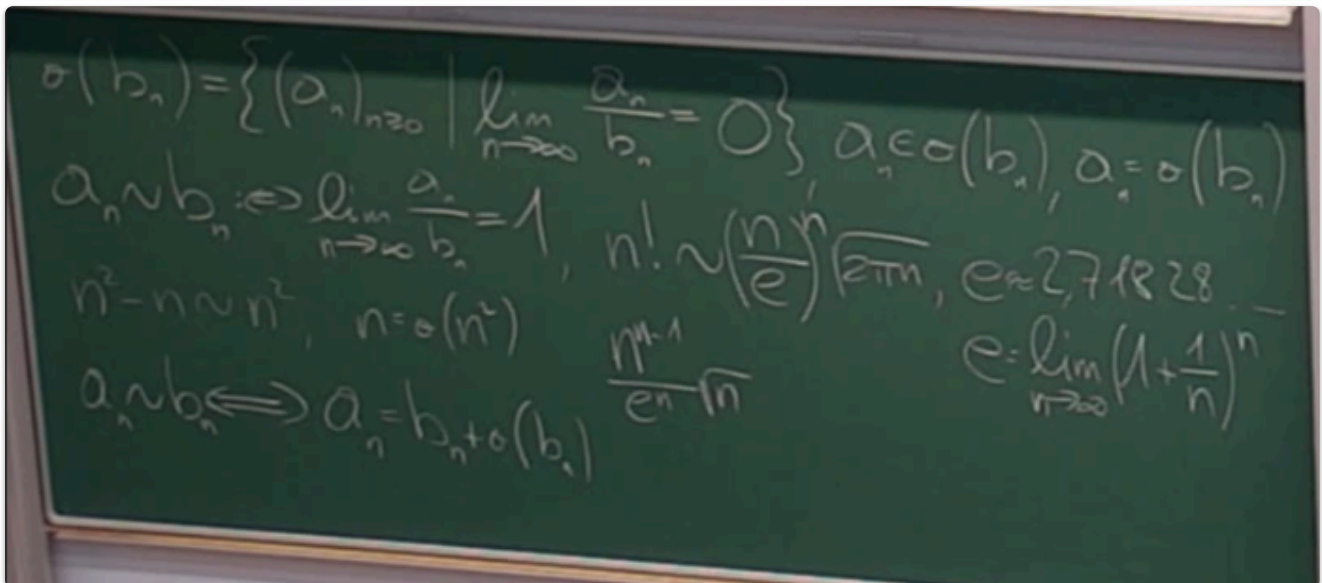 o(b_n) = {(a_n)_{n≥0} | lim_{n→∞} a_n/b_n = 0}, a_n ∈ o(b_n), a_n = o(b_n)
a_n ~ b_n :⇔ lim_{n→∞} a_n/b_n = 1, n! ~ (n/e)^n √(2πn), e ≈ 2,71828...
n² - n ~ n², n = o(n²) n^{n-1}/e^n √n e = lim_{n→∞} (1 + 1/n)^n
a_n ~ b_n ⇔ a_n = b_n + o(b_n)